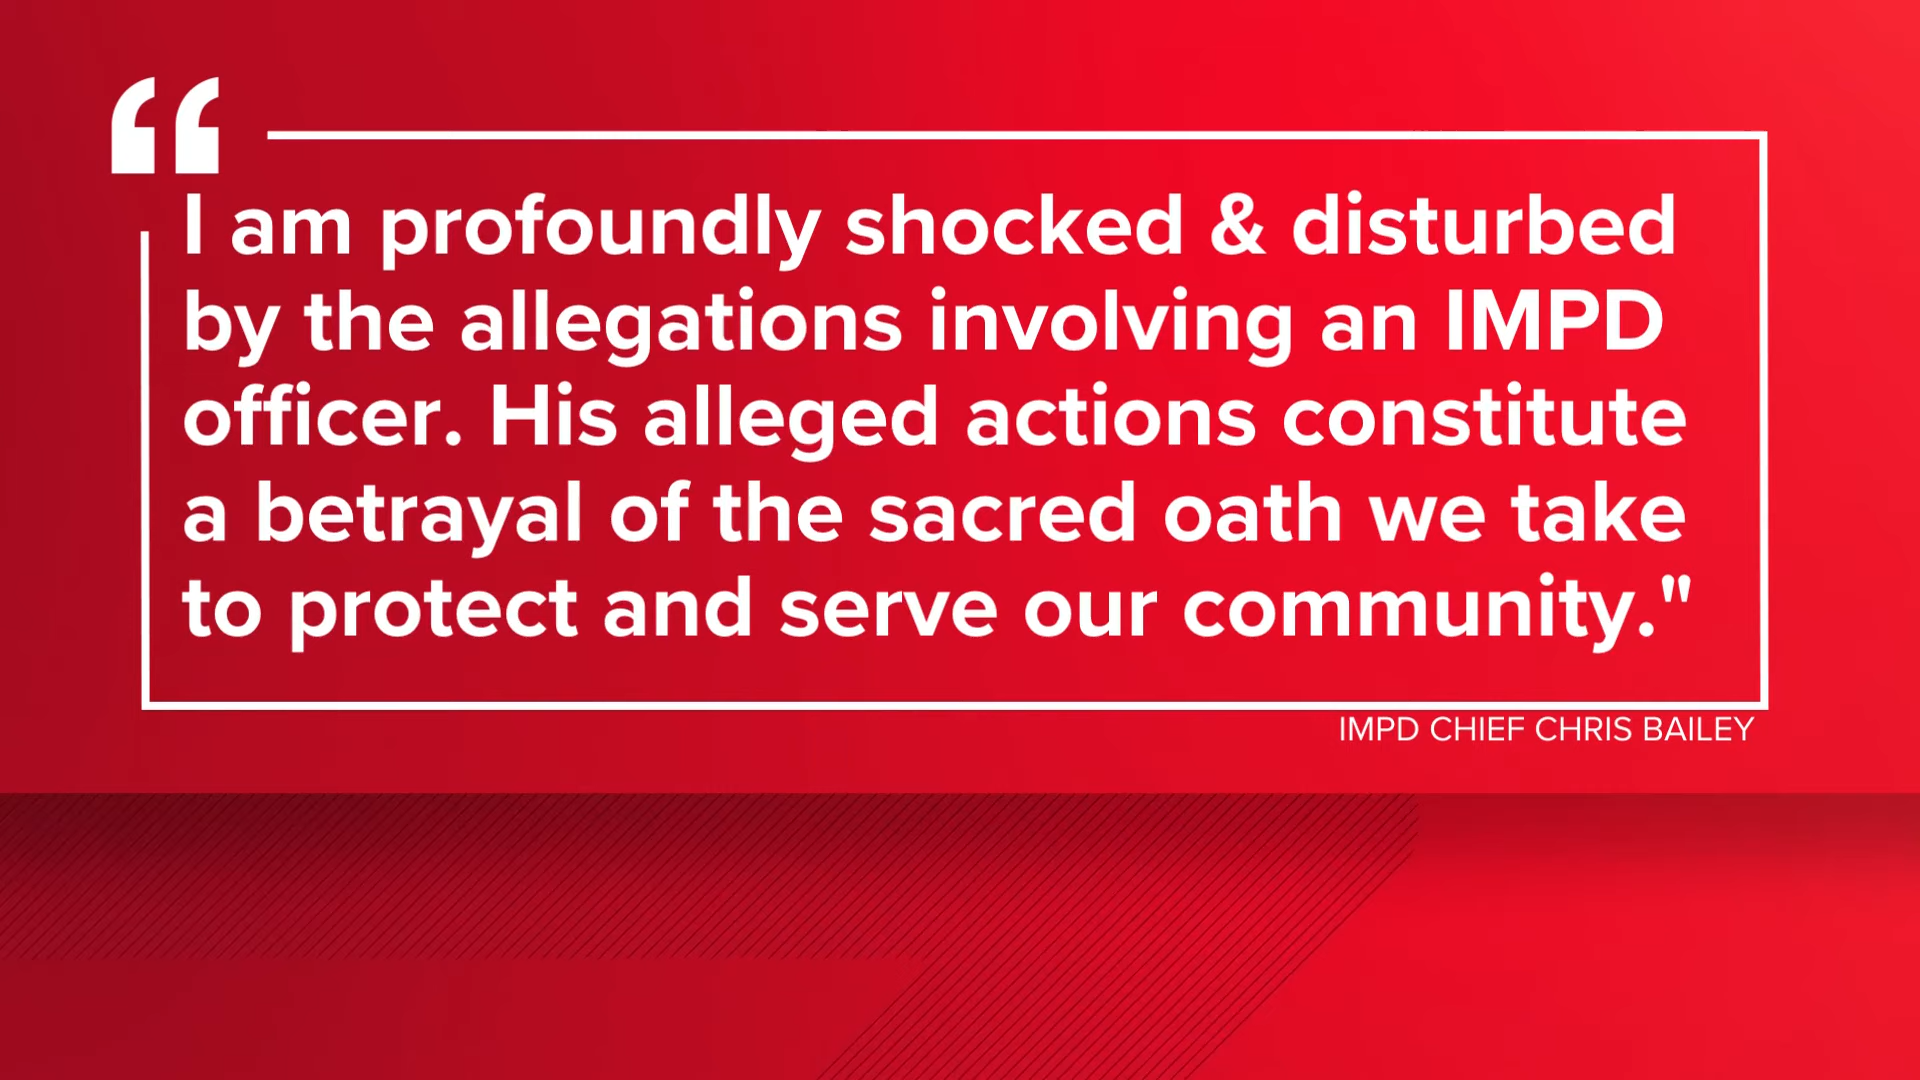 “
I am profoundly shocked & disturbed
by the allegations involving an IMPD
officer. His alleged actions constitute
a betrayal of the sacred oath we take
to protect and serve our community."
IMPD CHIEF CHRIS BAILEY